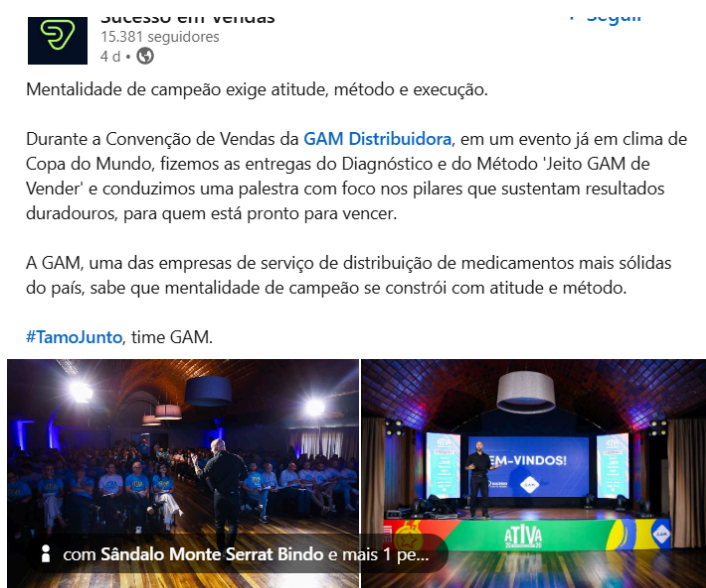 Sucesso em Vendas
+ Seguir
15.381 seguidores
4 d •
Mentalidade de campeão exige atitude, método e execução.
Durante a Convenção de Vendas da GAM Distribuidora, em um evento já em clima de
Copa do Mundo, fizemos as entregas do Diagnóstico e do Método 'Jeito GAM de
Vender' e conduzimos uma palestra com foco nos pilares que sustentam resultados
duradouros, para quem está pronto para vencer.
A GAM, uma das empresas de serviço de distribuição de medicamentos mais sólidas
do país, sabe que mentalidade de campeão se constrói com atitude e método.
#TamoJunto, time GAM.
com Sândalo Monte Serrat Bindo e mais 1 pe...
EM-VINDOS!
GAM
ATIVA